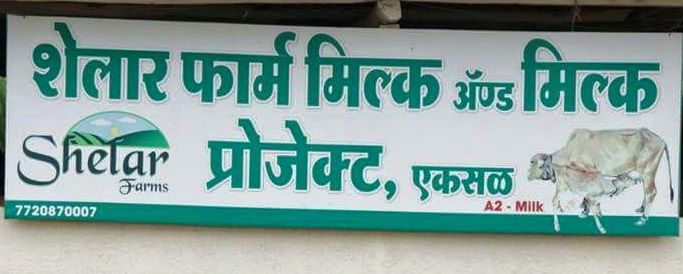 शेलार फार्म मिल्क ॲण्ड मिल्क
प्रोजेक्ट, एकसळ
Shelar
Farms
A2 - Milk
7720870007